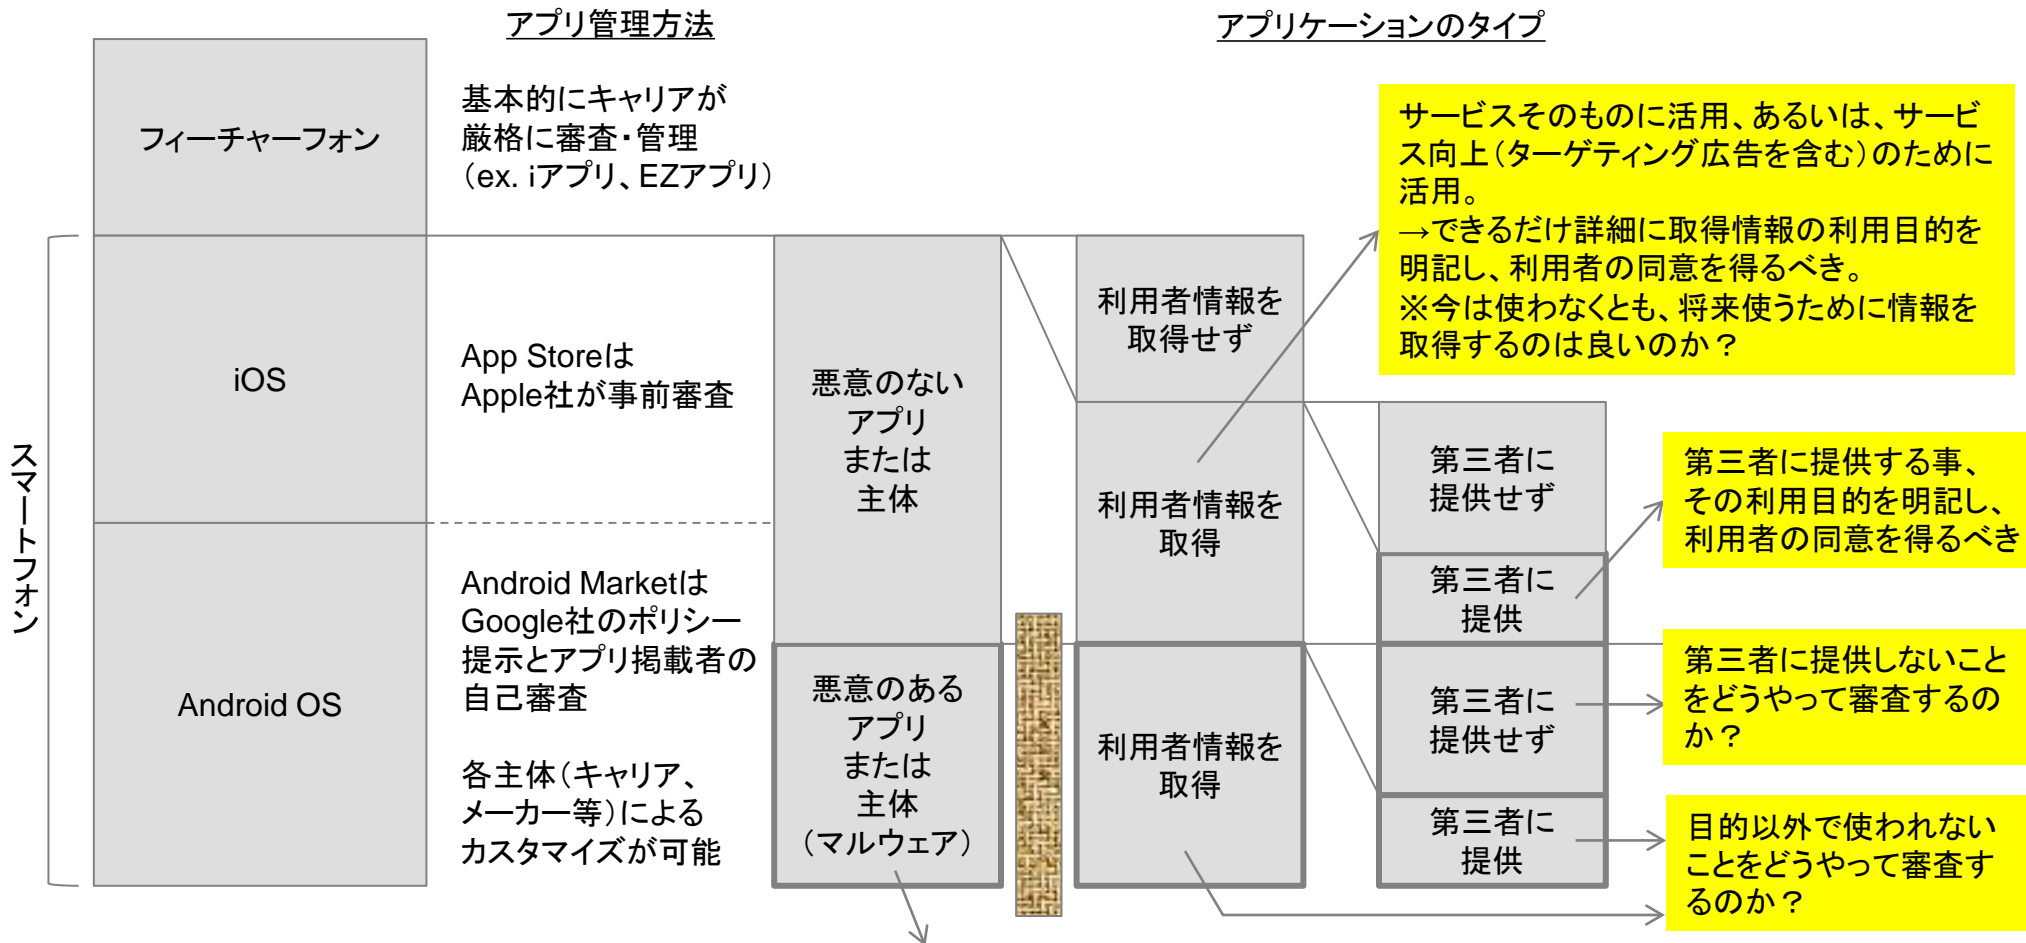 アプリ管理方法
アプリケーションのタイプ
フィーチャーフォン
基本的にキャリアが
厳格に審査・管理
（ex. iアプリ、EZアプリ）
スマートフォン
iOS
App Storeは
Apple社が事前審査
Android OS
Android Marketは
Google社のポリシー
提示とアプリ掲載者の
自己審査
各主体（キャリア、
メーカー等）による
カスタマイズが可能
悪意のない
アプリ
または
主体
悪意のある
アプリ
または
主体
（マルウェア）
利用者情報を
取得せず
利用者情報を
取得
利用者情報を
取得
第三者に
提供せず
第三者に
提供
第三者に
提供せず
第三者に
提供
サービスそのものに活用、あるいは、サービ
ス向上（ターゲティング広告を含む）のために
活用。
→できるだけ詳細に取得情報の利用目的を
明記し、利用者の同意を得るべき。
※今は使わなくとも、将来使うために情報を
取得するのは良いのか？
第三者に提供する事、
その利用目的を明記し、
利用者の同意を得るべき
第三者に提供しないこと
をどうやって審査するの
か？
目的以外で使われない
ことをどうやって審査す
るのか？